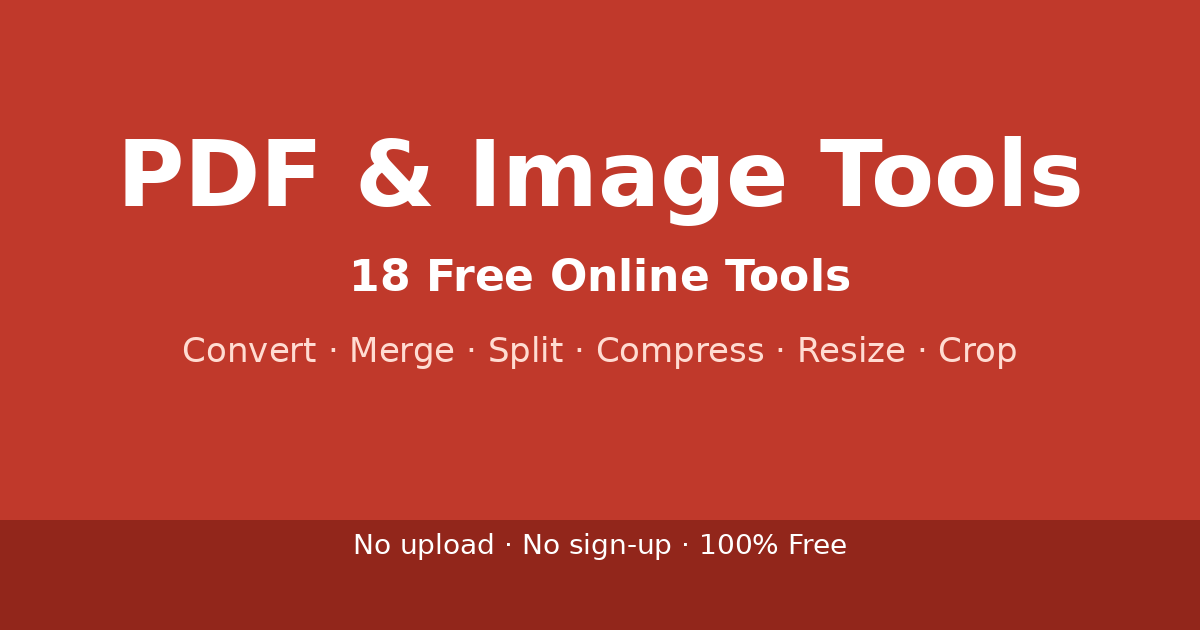 PDF & Image Tools
18 Free Online Tools
Convert · Merge · Split · Compress · Resize · Crop
No upload · No sign-up · 100% Free